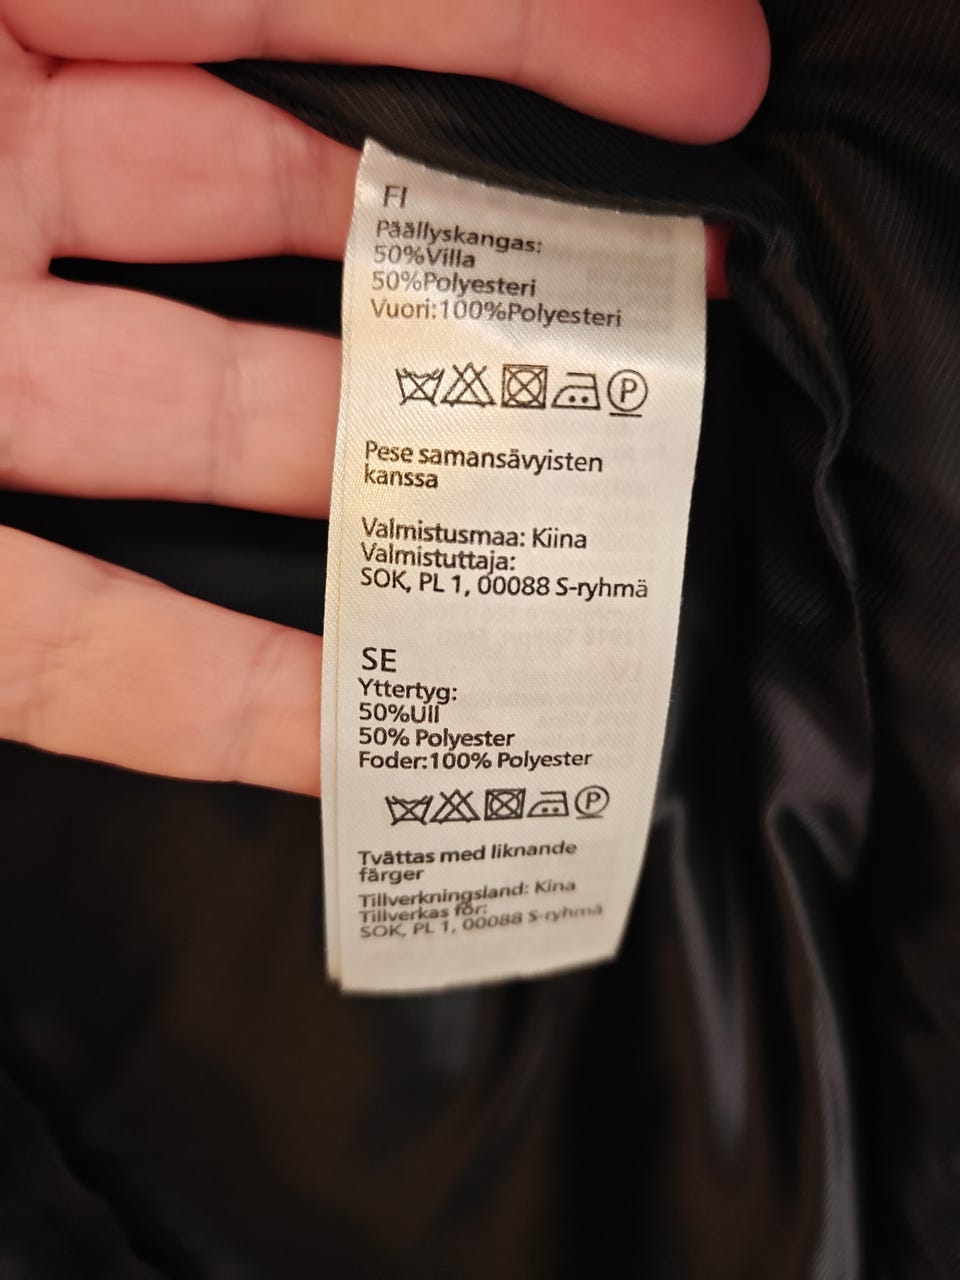 FI
Päällyskangas:
50%Villa
50%Polyesteri
Vuori:100%Polyesteri
P
Pese samansävyisten
kanssa
Valmistusmaa: Kiina
Valmistuttaja:
SOK, PL 1, 00088 S-ryhmä
SE
Yttertyg:
50%Ull
50% Polyester
Foder:100% Polyester
P
Tvättas med liknande
färger
Tillverkningsland: Kina
Tillverkas för:
SOK, PL 1, 00088 S-ryhmä